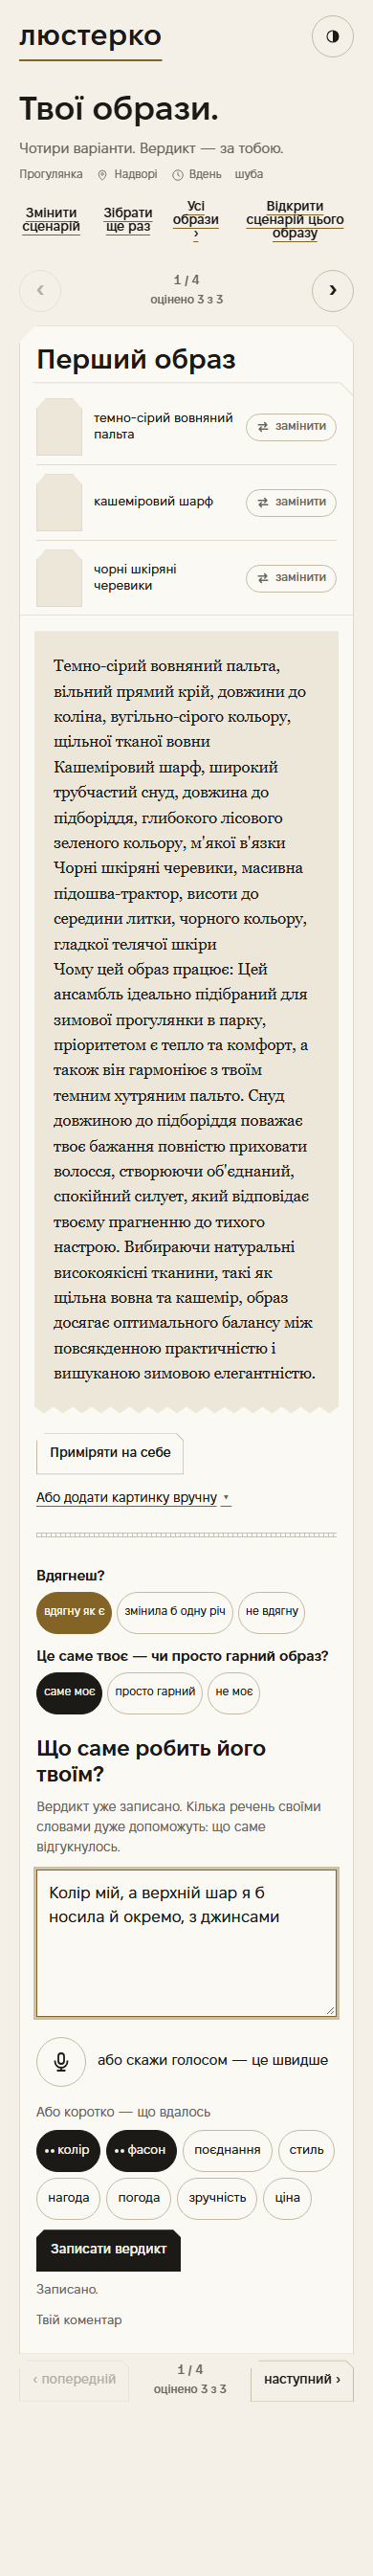 люстерко
Твої образи.
Чотири варіанти. Вердикт — за тобою.
Прогулянка Надворі Вдень шуба
Змінити
сценарій
Зібрати
ще раз
Усі
образи
›
Відкрити
сценарій цього
образу
‹
1 / 4
оцінено 3 з 3
›
Перший образ
темно-сірий вовняний
пальта
замінити
кашеміровий шарф
замінити
чорні шкіряні
черевики
замінити
Темно-сірий вовняний пальта,
вільний прямий крій, довжини до
коліна, вугільно-сірого кольору,
щільної тканої вовни
Кашеміровий шарф, широкий
трубчастий снуд, довжина до
підборіддя, глибокого лісового
зеленого кольору, м'якої в'язки
Чорні шкіряні черевики, масивна
підошва-трактор, висоти до
середини литки, чорного кольору,
гладкої телячої шкіри
Чому цей образ працює: Цей
ансамбль ідеально підібраний для
зимової прогулянки в парку,
пріоритетом є тепло та комфорт, а
також він гармоніює з твоїм
темним хутряним пальто. Снуд
довжиною до підборіддя поважає
твоє бажання повністю приховати
волосся, створюючи об'єднаний,
спокійний силует, який відповідає
твоєму прагненню до тихого
настрою. Вибираючи натуральні
високоякісні тканини, такі як
щільна вовна та кашемір, образ
досягає оптимального балансу між
повсякденною практичністю і
вишуканою зимовою елегантністю.
Приміряти на себе
Або додати картинку вручну
Вдягнеш?
вдягну як є змінила б одну річ не вдягну
Це саме твоє — чи просто гарний образ?
саме моє просто гарний не моє
Що саме робить його
твоїм?
Вердикт уже записано. Кілька речень своїми
словами дуже допоможуть: що саме
відгукнулось.
Колір мій, а верхній шар я б
носила й окремо, з джинсами
або скажи голосом — це швидше
Або коротко — що вдалось
колір фасон поєднання стиль
нагода погода зручність ціна
Записати вердикт
Записано.
Твій коментар
‹ попередній
1 / 4
оцінено 3 з 3
наступний ›